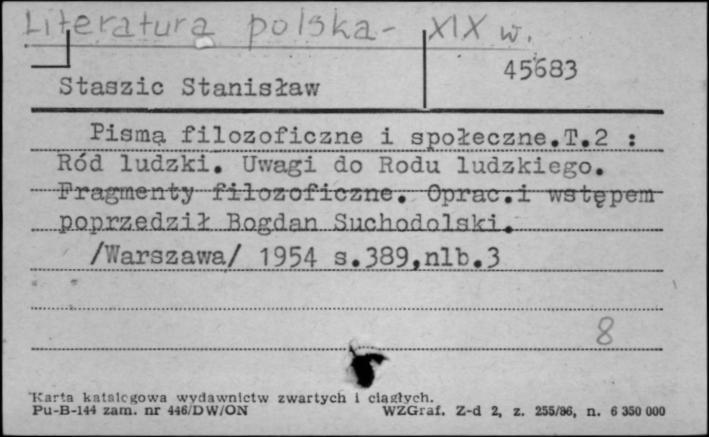 Literatura polska - XIX w.
45683
Staszic Stanisław
Pismą filozoficzne i społeczne.T.2 :
Ród ludzki. Uwagi do Rodu ludzkiego.
Fragmenty filozoficzne. Oprac.i wstępem
poprzedził Bogdan Suchodolski.
/Warszawa/ 1954 s.389,nlb.3
8
Karta katalogowa wydawnictw zwartych i ciągłych.
Pu-B-144 zam. nr 446/DW/ON WZGraf. Z-d 2, z. 255/86, n. 6 350 000